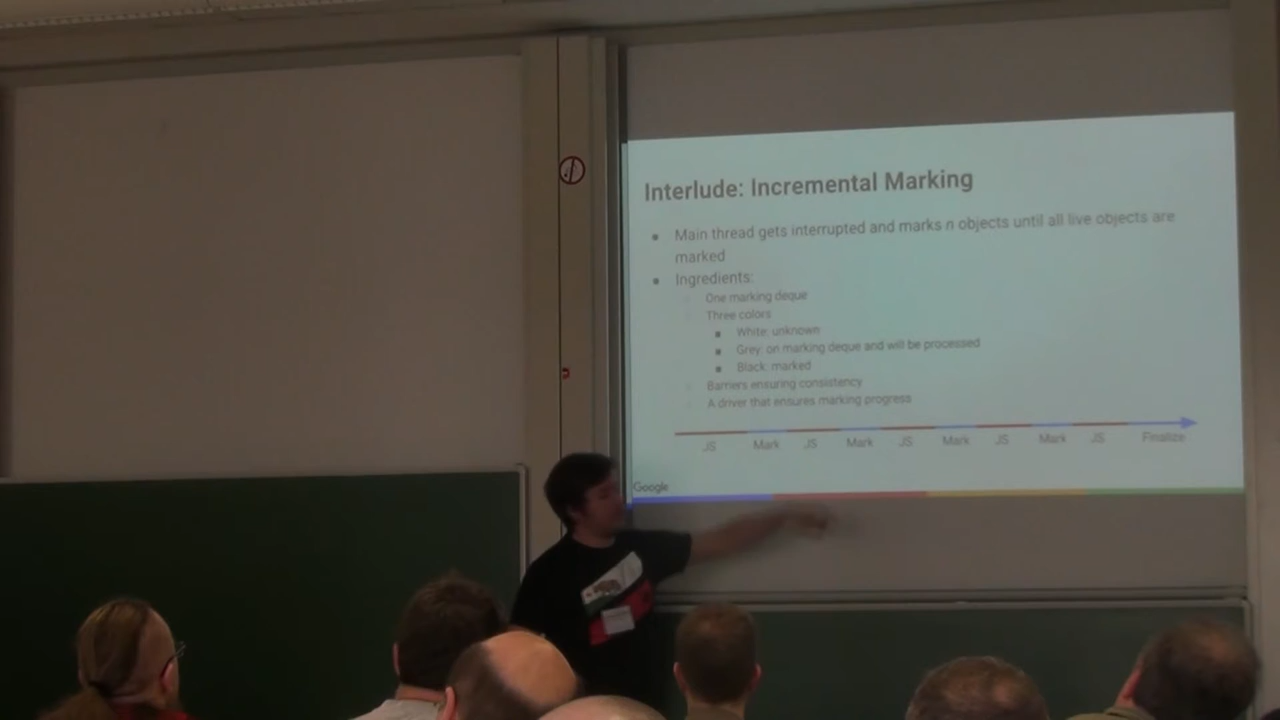 Interlude: Incremental Marking
Main thread gets interrupted and marks n objects until all live objects are
marked
Ingredients:
One marking deque
Three colors
White: unknown
Grey: on marking deque and will be processed
Black: marked
Barriers ensuring consistency
A driver that ensures marking progress
JS Mark JS Mark JS Mark JS Mark JS Finalize
Google